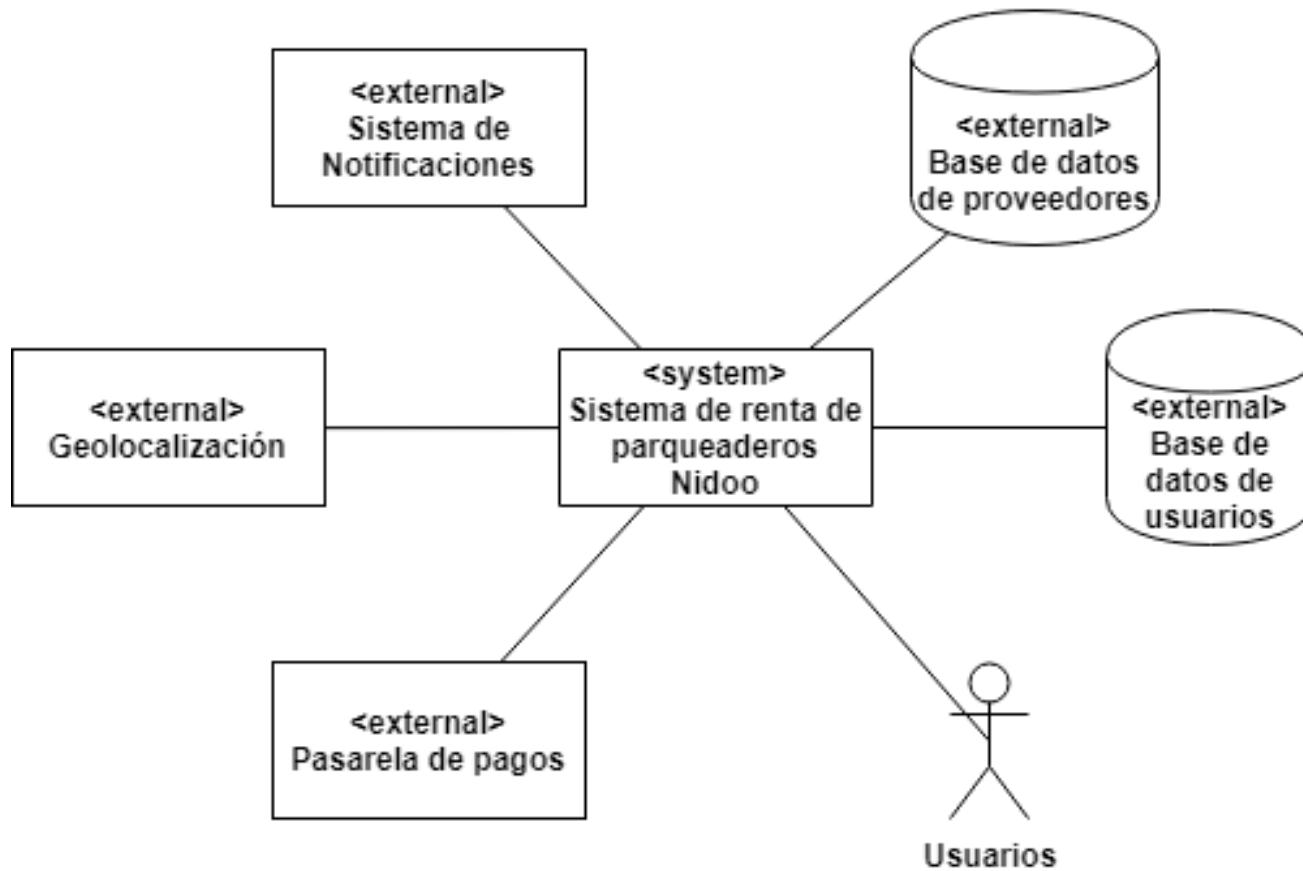 <external>
Sistema de
Notificaciones
<external>
Base de datos
de proveedores
<external>
Geolocalización
<system>
Sistema de renta de
parqueaderos
Nidoo
<external>
Base de
datos de
usuarios
<external>
Pasarela de pagos
Usuarios